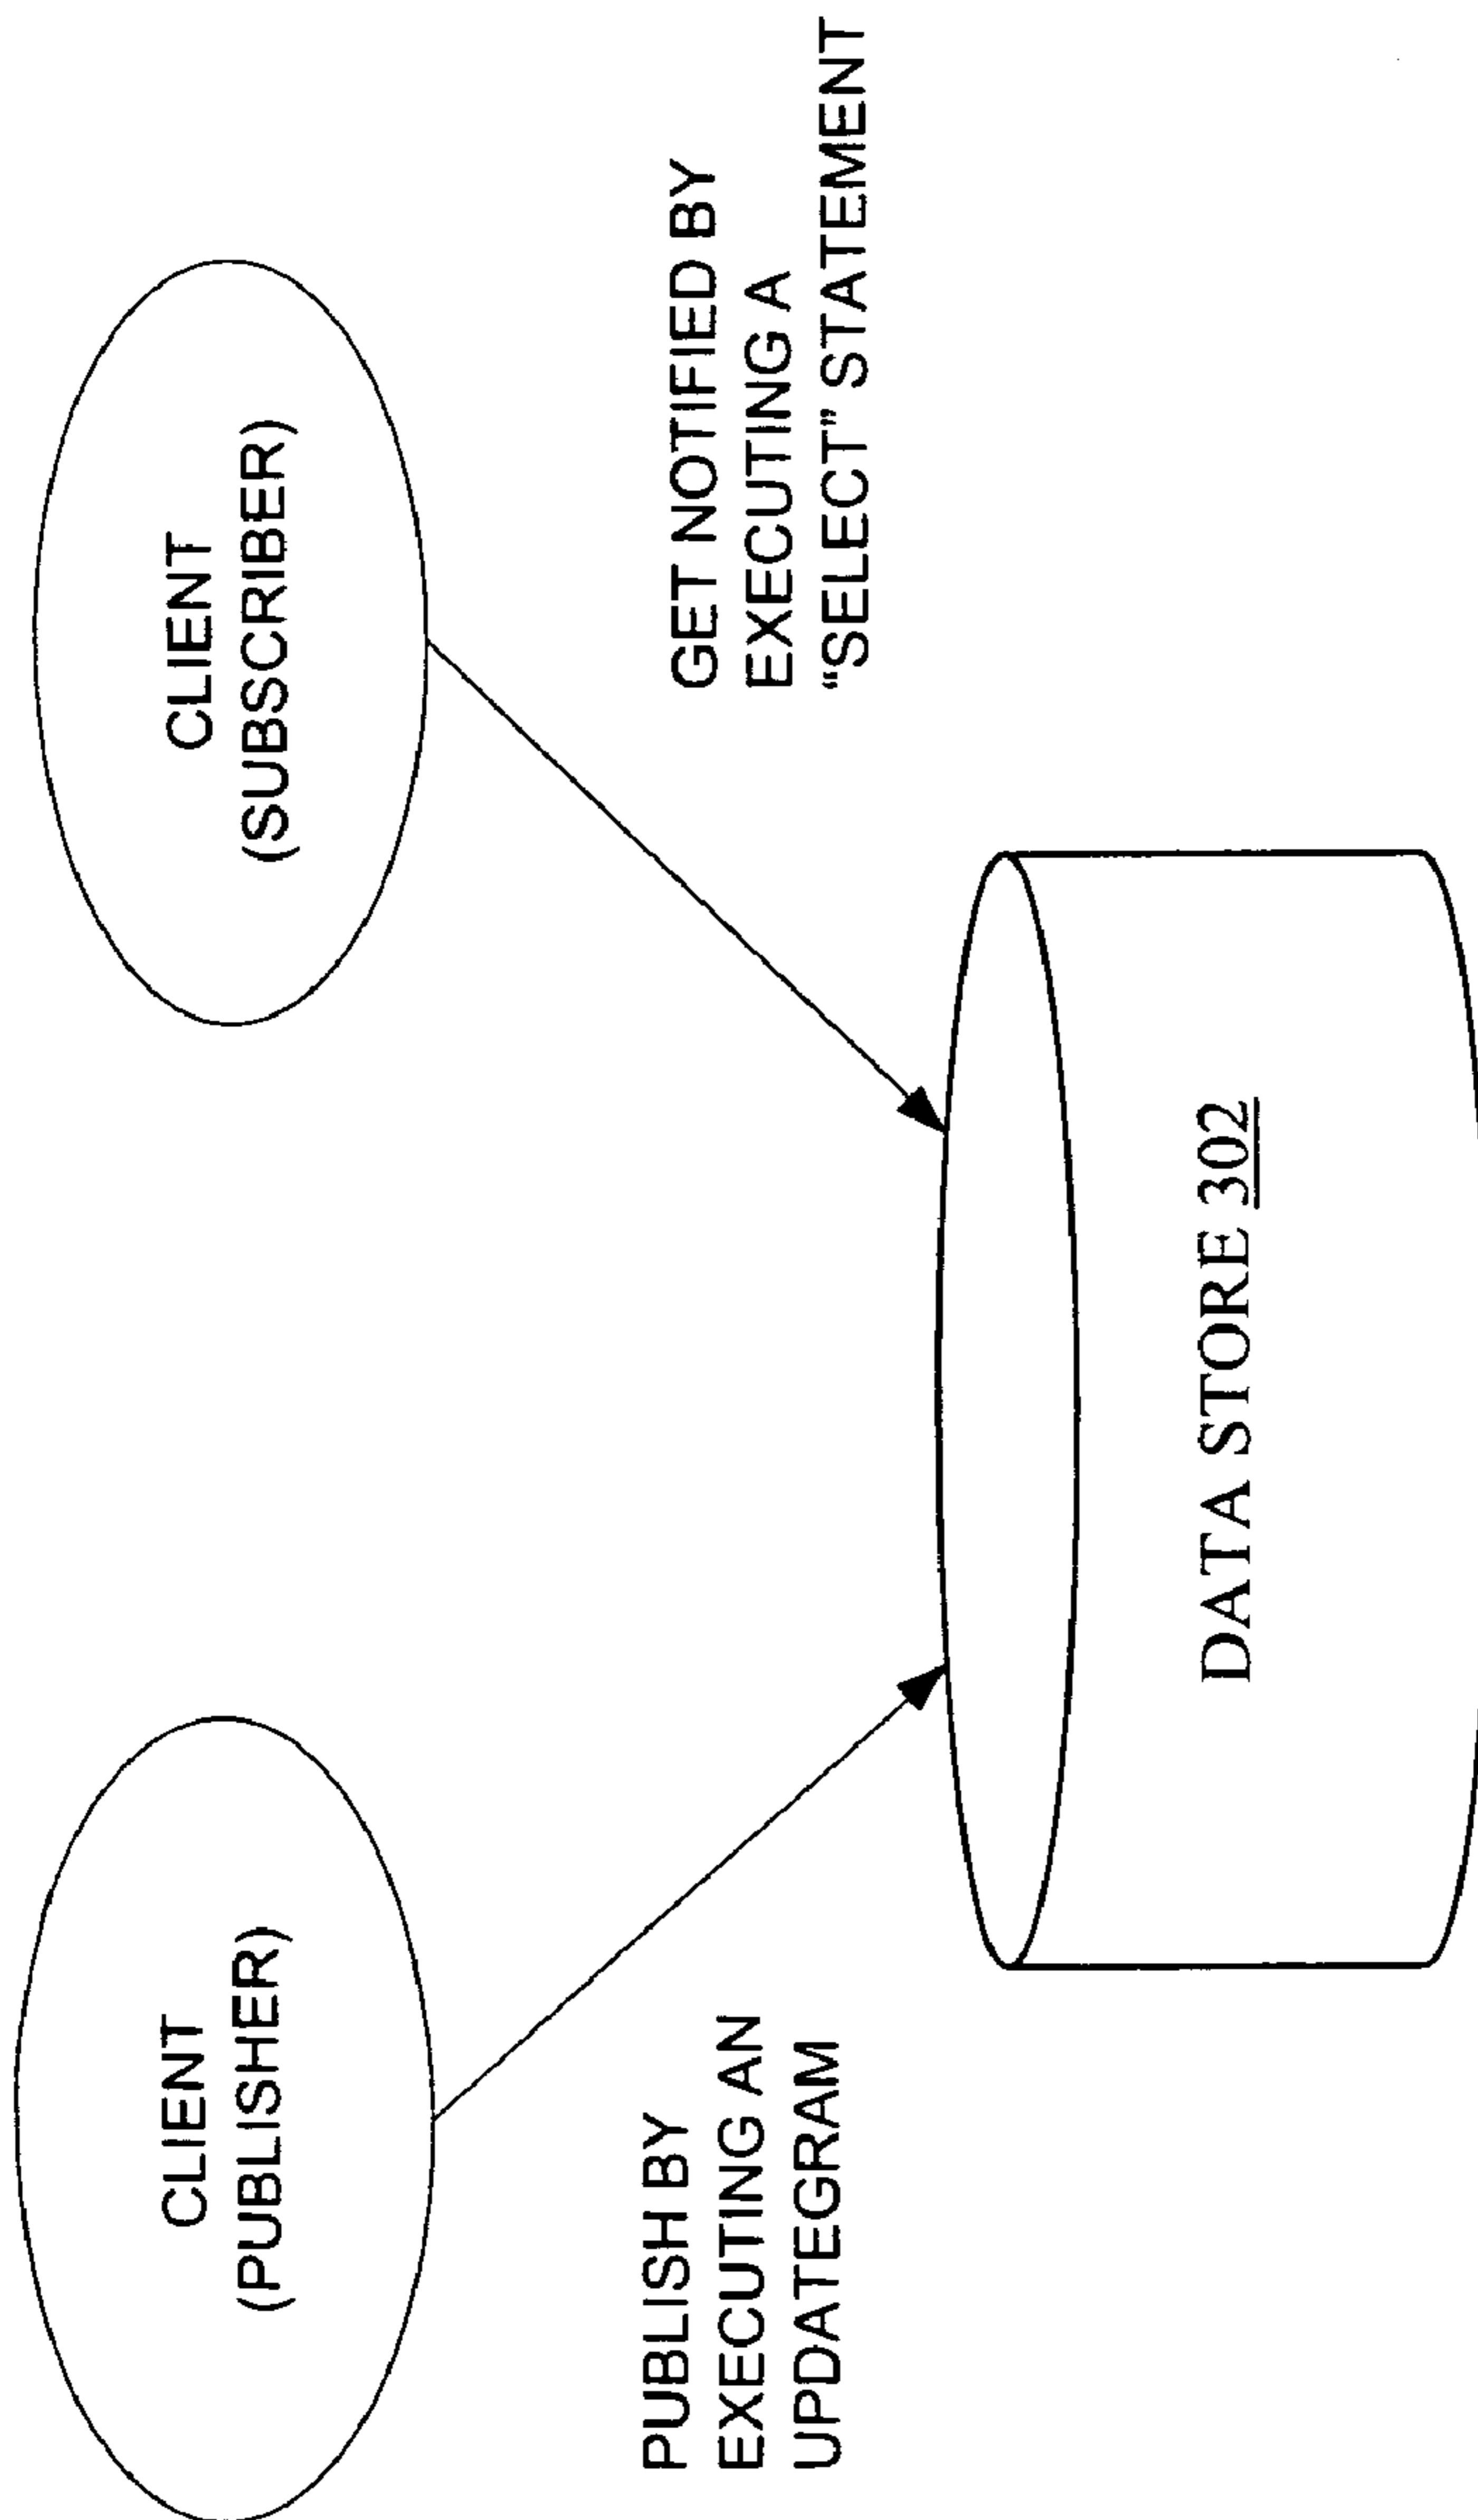 CLIENT
(PUBLISHER)
CLIENT
(SUBSCRIBER)
PUBLISH BY
EXECUTING AN
UPDATEGRAM
GET NOTIFIED BY
EXECUTING A
“SELECT” STATEMENT
DATA STORE 302